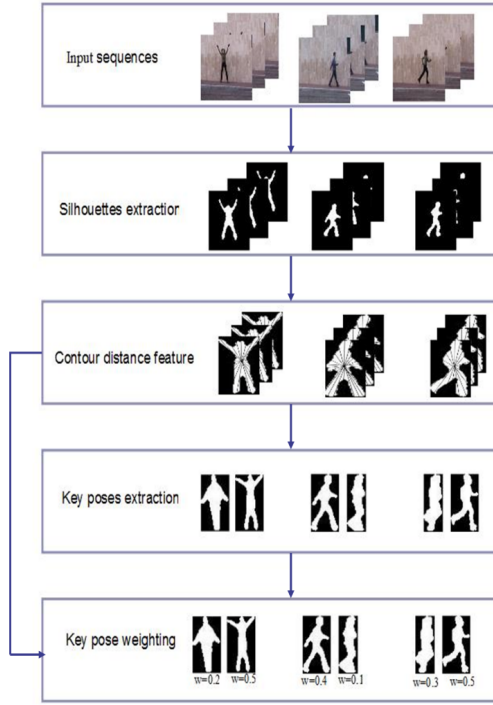 Input sequences
Silhouettes extraction
Contour distance feature
Key poses extraction
Key pose weighting
w=0.2 w=0.5 w=0.4 w=0.1 w=0.3 w=0.5